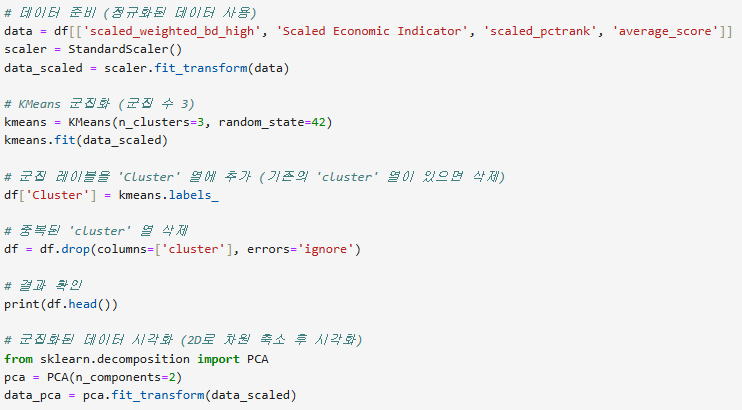 # 데이터 준비 (정규화된 데이터 사용)
data = df[['scaled_weighted_bd_high', 'Scaled Economic Indicator', 'scaled_pctrank', 'average_score']]
scaler = StandardScaler()
data_scaled = scaler.fit_transform(data)
# KMeans 군집화 (군집 수 3)
kmeans = KMeans(n_clusters=3, random_state=42)
kmeans.fit(data_scaled)
# 군집 레이블을 'Cluster' 열에 추가 (기존의 'cluster' 열이 있으면 삭제)
df['Cluster'] = kmeans.labels_
# 중복된 'cluster' 열 삭제
df = df.drop(columns=['cluster'], errors='ignore')
# 결과 확인
print(df.head())
# 군집화된 데이터 시각화 (2D로 차원 축소 후 시각화)
from sklearn.decomposition import PCA
pca = PCA(n_components=2)
data_pca = pca.fit_transform(data_scaled)